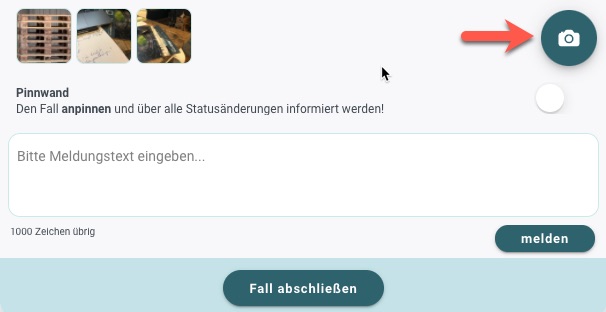 Pinnwand
Den Fall anpinnen und über alle Statusänderungen informiert werden!
Bitte Meldungstext eingeben...
1000 Zeichen übrig
melden
Fall abschließen